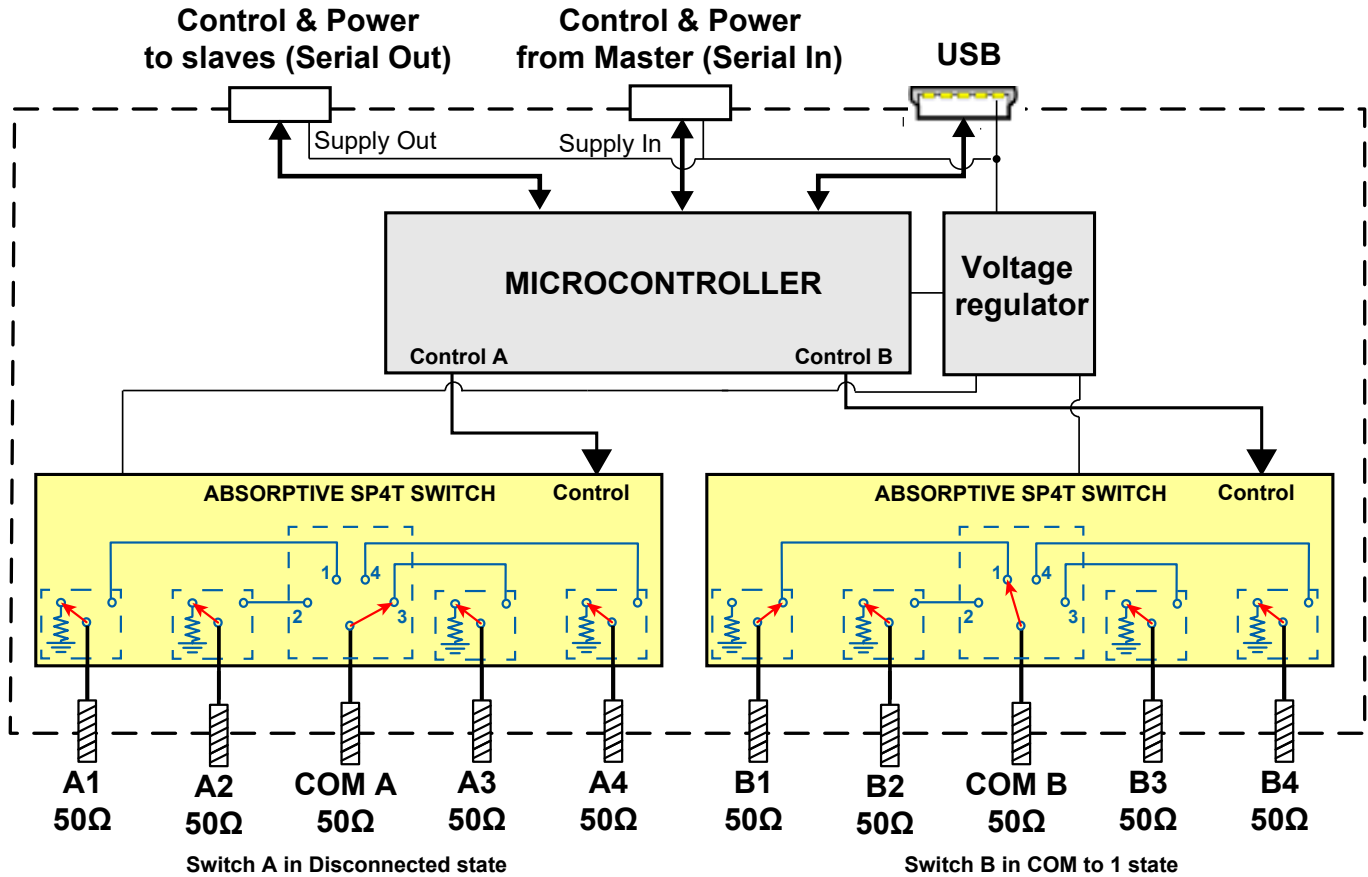 Control & Power
to slaves (Serial Out)
Control & Power
from Master (Serial In)
USB
Supply Out
Supply In
MICROCONTROLLER
Voltage
regulator
Control A
Control B
ABSORPTIVE SP4T SWITCH
Control
1
4
2
3
ABSORPTIVE SP4T SWITCH
Control
1
4
2
3
A1
50Ω
A2
50Ω
COM A
50Ω
A3
50Ω
A4
50Ω
B1
50Ω
B2
50Ω
COM B
50Ω
B3
50Ω
B4
50Ω
Switch A in Disconnected state
Switch B in COM to 1 state